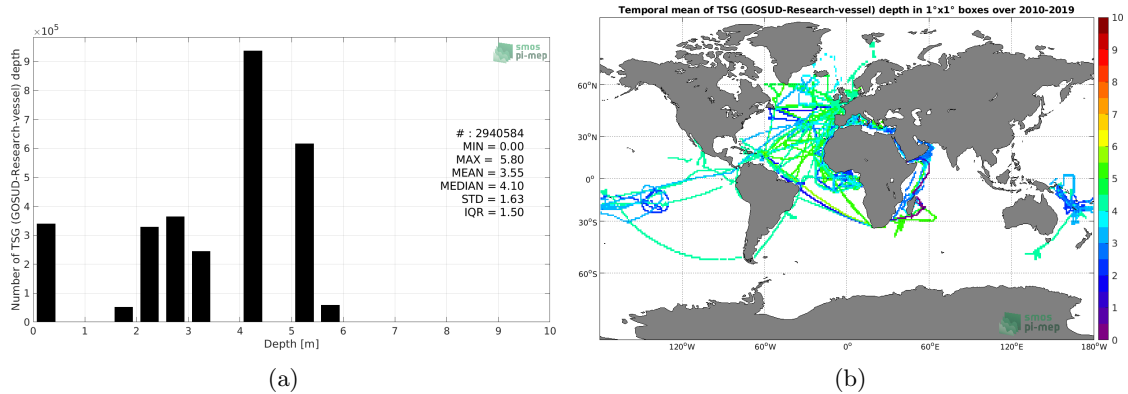 ×10⁵
Number of TSG (GOSUD-Research-vessel) depth
9
8
7
6
5
4
3
2
1
0
smos
pi-mep
# : 2940584
MIN = 0.00
MAX = 5.80
MEAN = 3.55
MEDIAN = 4.10
STD = 1.63
IQR = 1.50
0 1 2 3 4 5 6 7 8 9 10
Depth [m]
(a)
Temporal mean of TSG (GOSUD-Research-vessel) depth in 1°x1° boxes over 2010-2019
60°N
30°N
0°
30°S
60°S
120°W 60°W 0° 60°E 120°E 180°W
smos
pi-mep
10
9
8
7
6
5
4
3
2
1
0
(b)